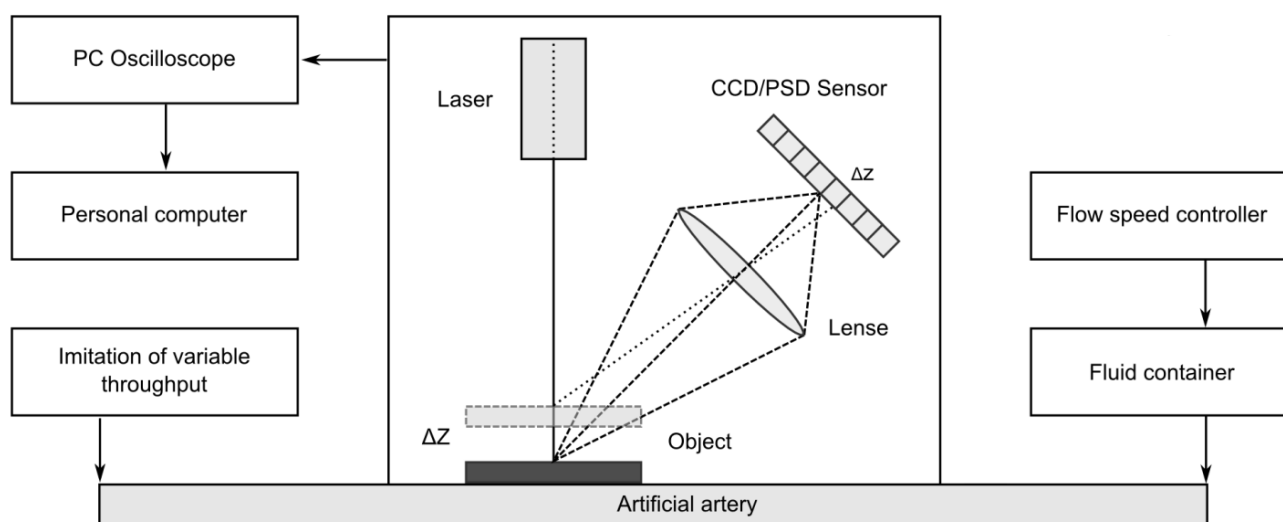 PC Oscilloscope
Personal computer
Imitation of variable
throughput
Laser
CCD/PSD Sensor
Δz
Lense
ΔZ
Object
Flow speed controller
Fluid container
Artificial artery